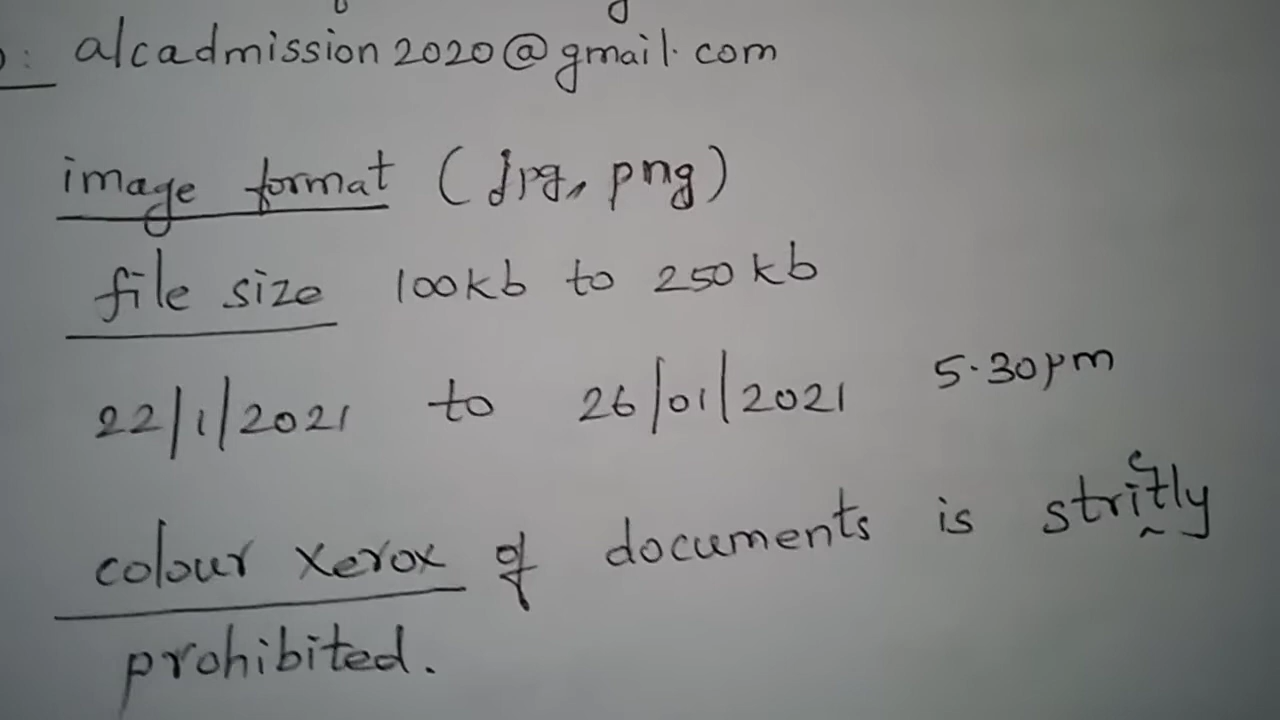 : alcadmission2020@gmail.com
image format (jpg, png)
file size 100kb to 250kb
22/1/2021 to 26/01/2021 5.30pm
colour xerox of documents is strictly
prohibited.